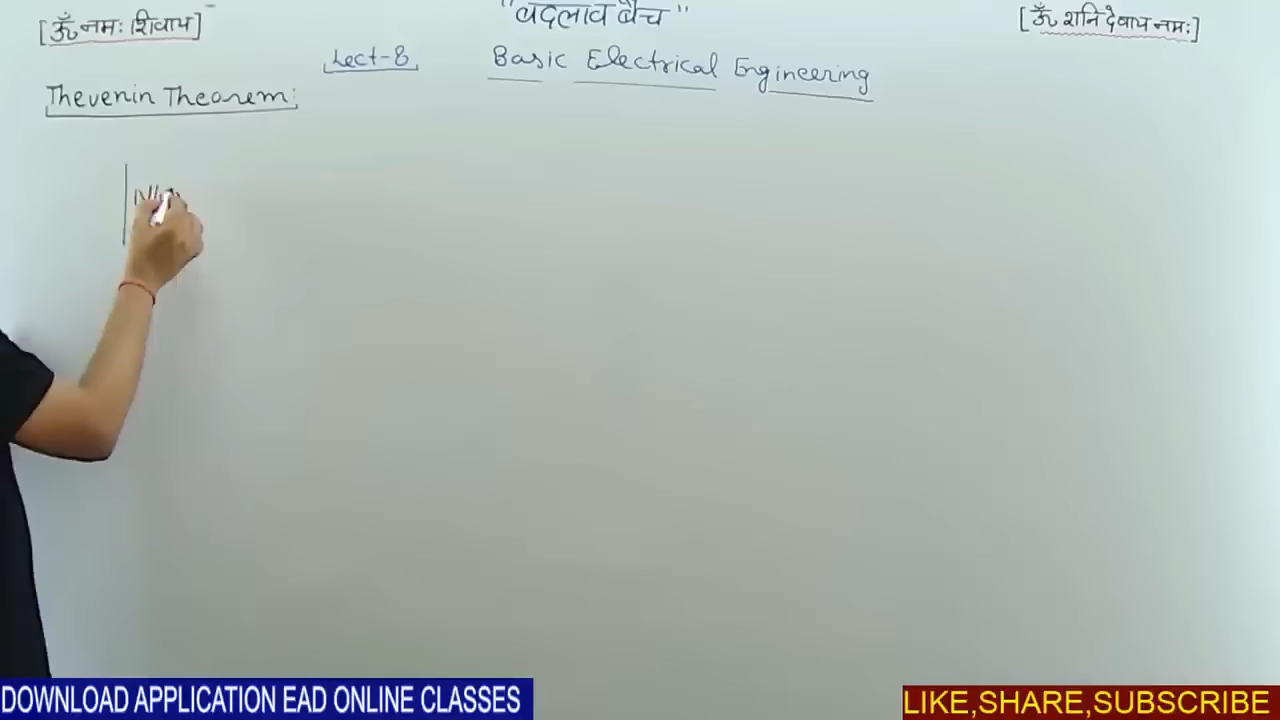 [ॐ नमः शिवाय]
"बदलाव बैच"
[ॐ शनि देवाय नमः]
Lect-8 Basic Electrical Engineering
Thevenin Theorem:
DOWNLOAD APPLICATION EAD ONLINE CLASSES
LIKE,SHARE,SUBSCRIBE